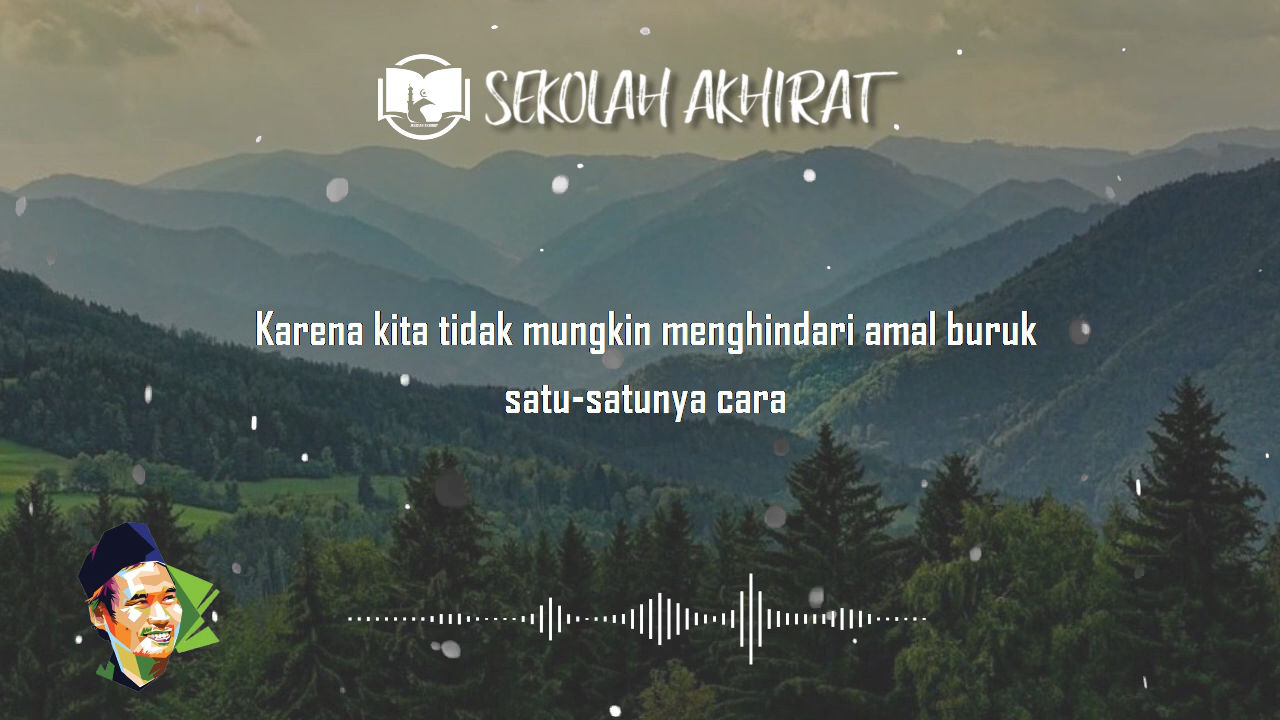 SEKOLAH AKHIRAT
Karena kita tidak mungkin menghindari amal buruk
satu-satunya cara